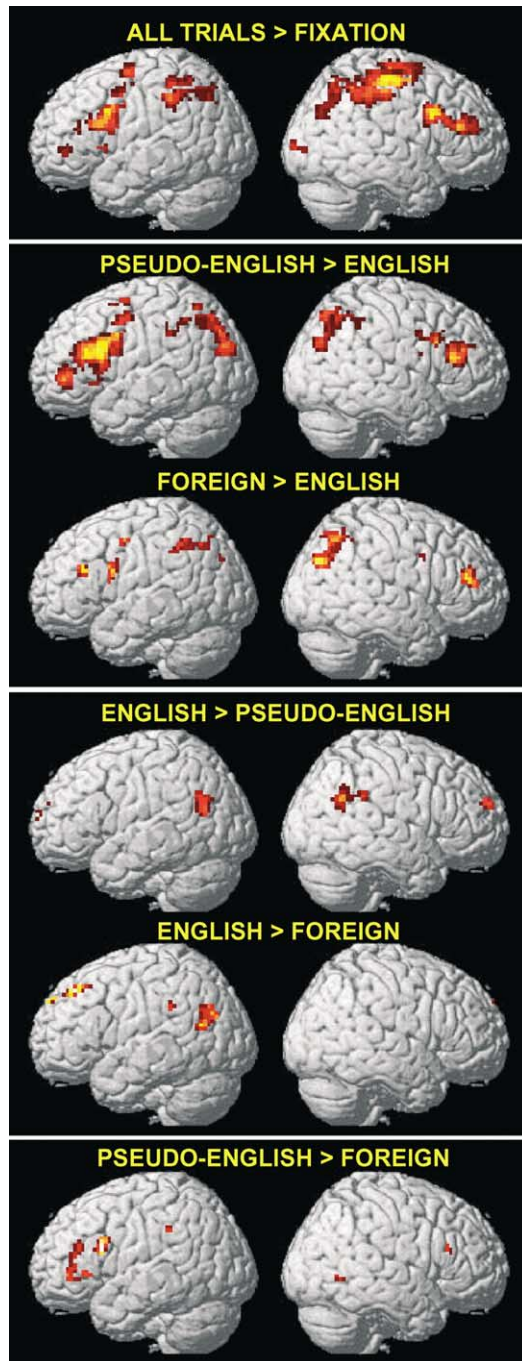 ALL TRIALS > FIXATION
PSEUDO-ENGLISH > ENGLISH
FOREIGN > ENGLISH
ENGLISH > PSEUDO-ENGLISH
ENGLISH > FOREIGN
PSEUDO-ENGLISH > FOREIGN